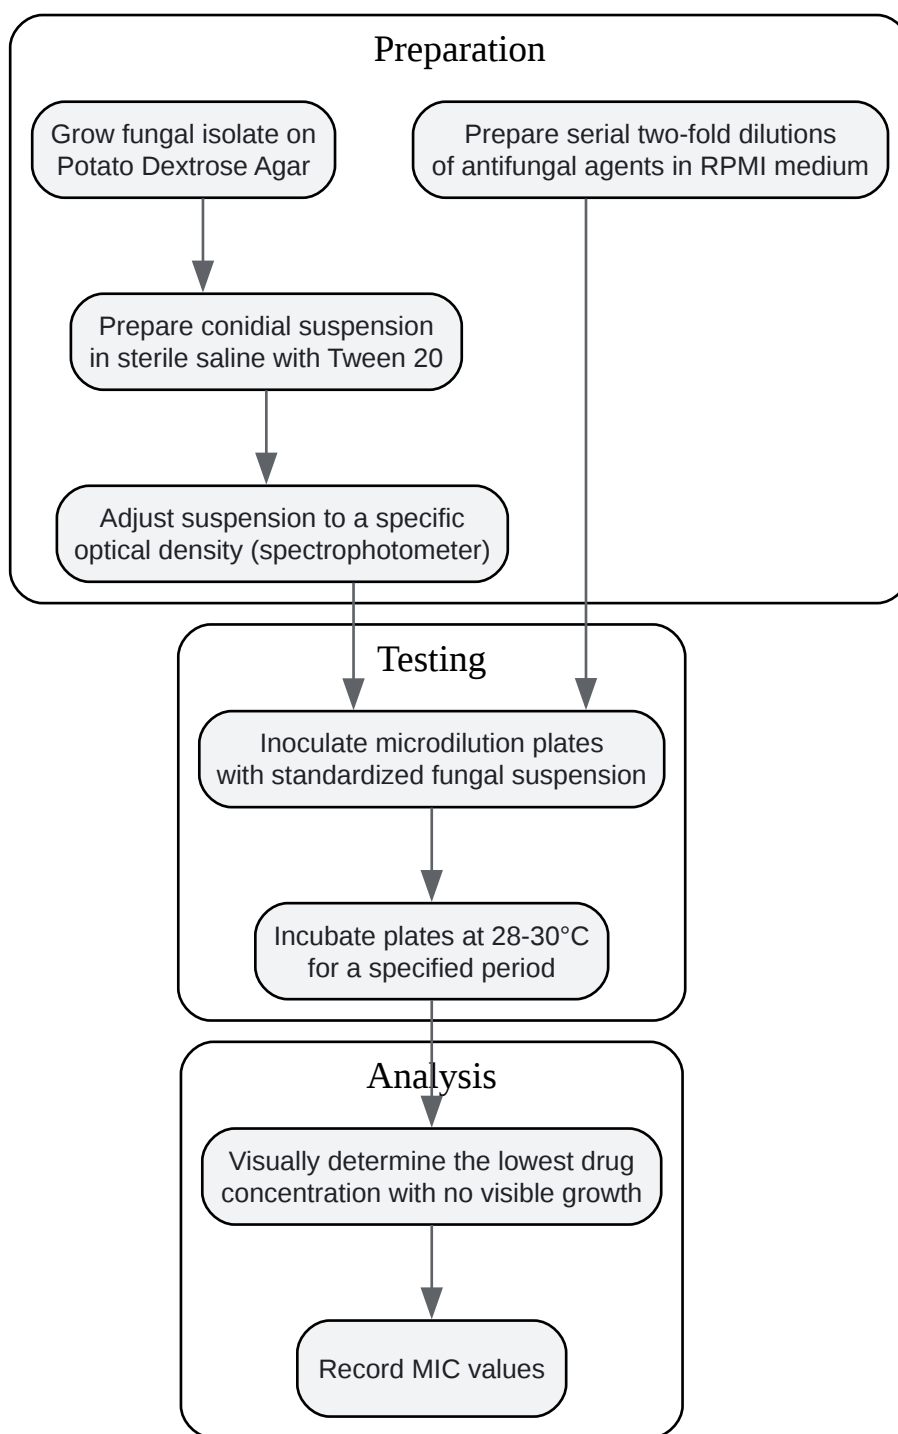 Preparation
Grow fungal isolate on
Potato Dextrose Agar
Prepare serial two-fold dilutions
of antifungal agents in RPMI medium
Prepare conidial suspension
in sterile saline with Tween 20
Adjust suspension to a specific
optical density (spectrophotometer)
Testing
Inoculate microdilution plates
with standardized fungal suspension
Incubate plates at 28-30°C
for a specified period
Analysis
Visually determine the lowest drug
concentration with no visible growth
Record MIC values